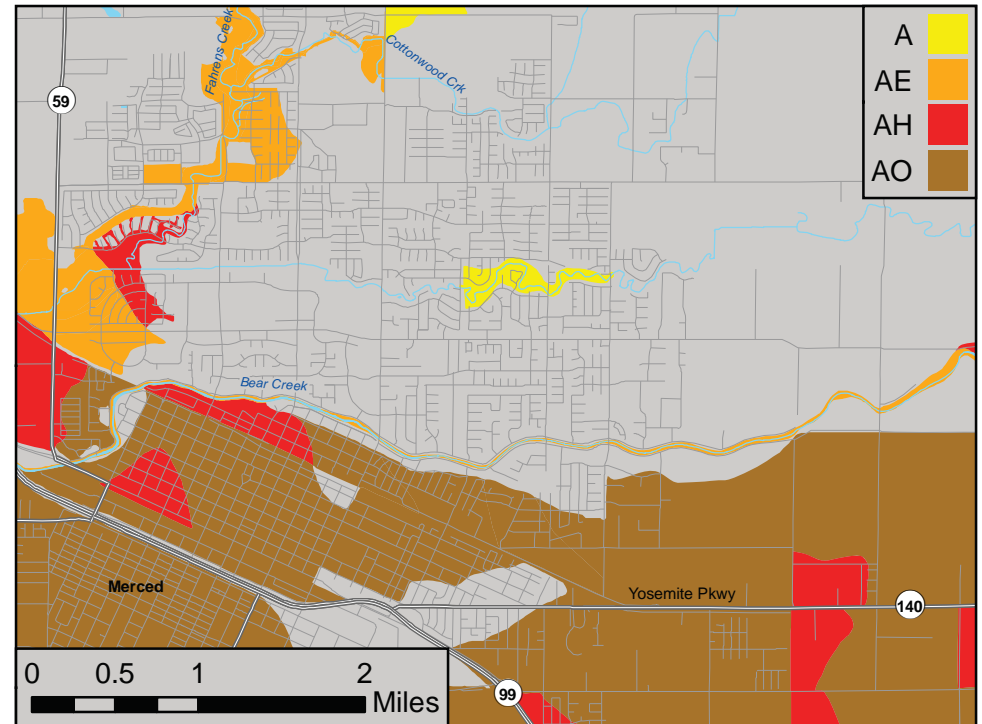 Fahrens Creek
Cottonwood Crk
59
A
AE
AH
AO
Bear Creek
Merced
Yosemite Pkwy
140
99
0 0.5 1 2
Miles